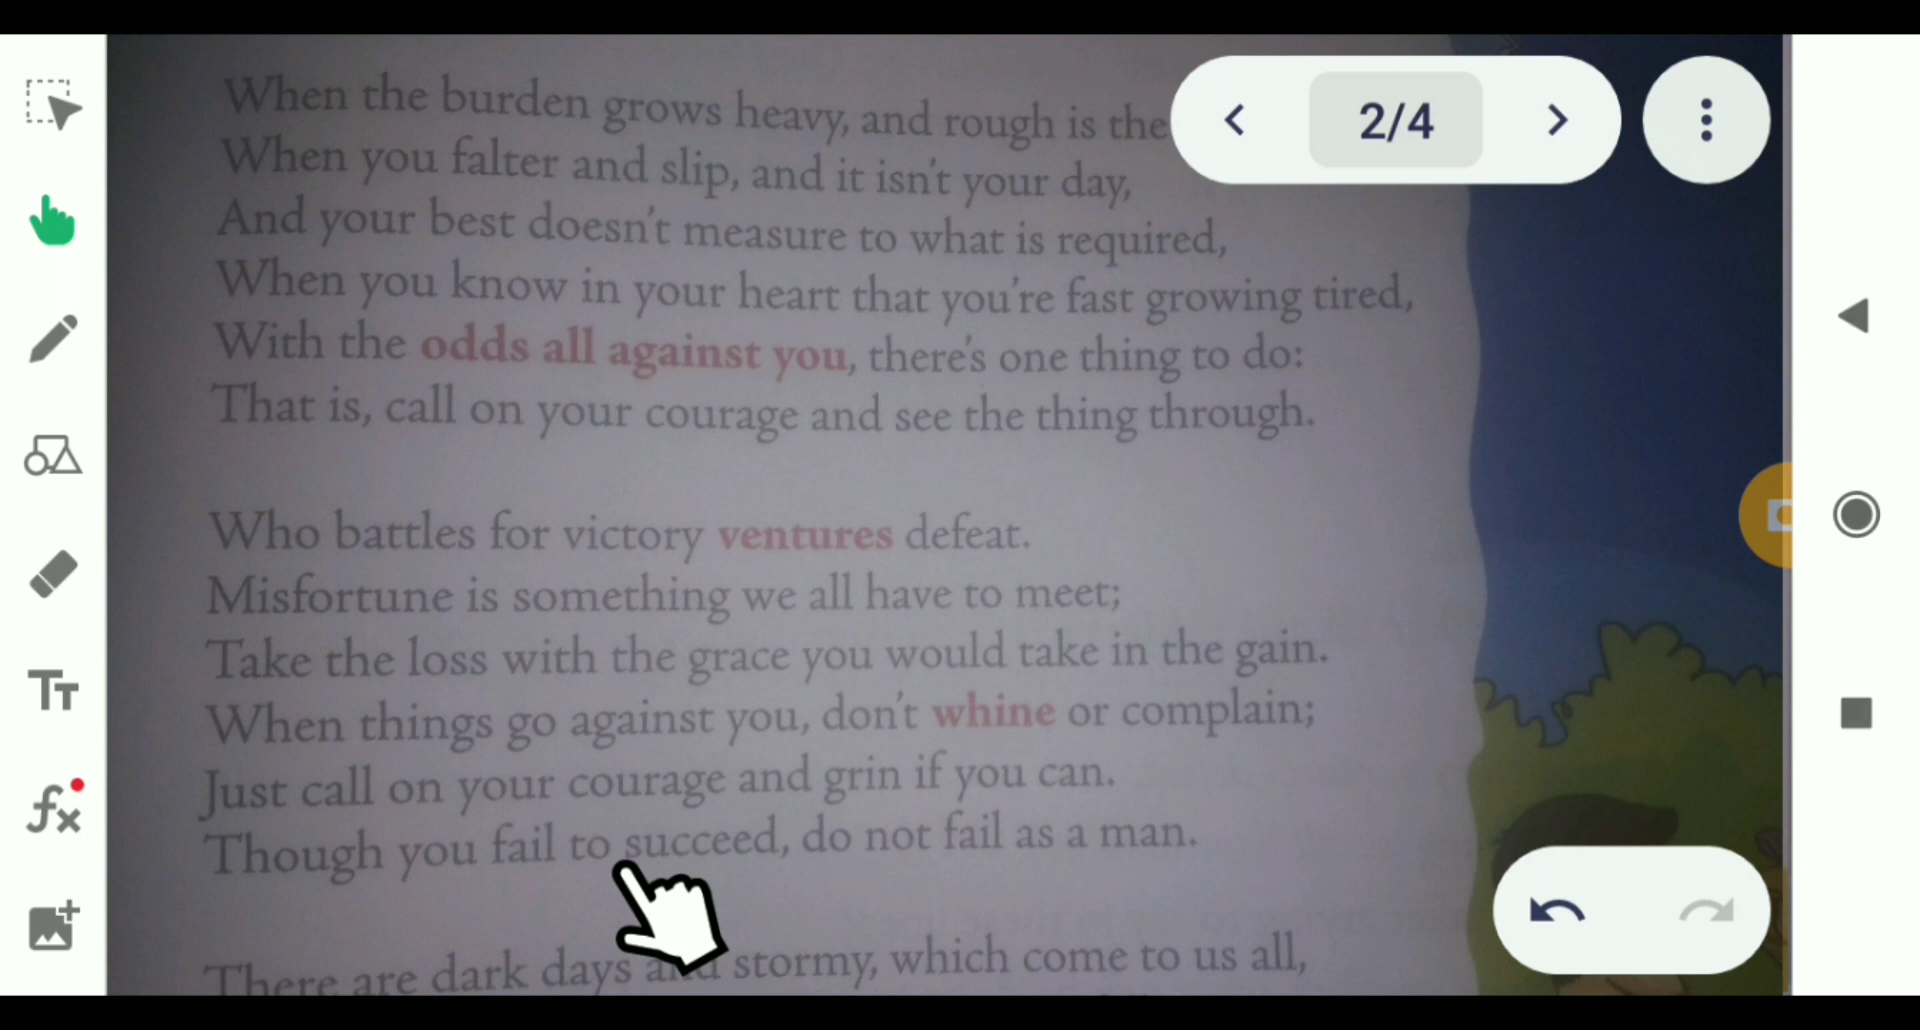 When the burden grows heavy, and rough is the
2/4
When you falter and slip, and it isn't your day,
And your best doesn't measure to what is required,
When you know in your heart that you're fast growing tired,
With the odds all against you, there's one thing to do:
That is, call on your courage and see the thing through.
Who battles for victory ventures defeat.
Misfortune is something we all have to meet;
Take the loss with the grace you would take in the gain.
When things go against you, don't whine or complain;
Just call on your courage and grin if you can.
Though you fail to succeed, do not fail as a man.
There are dark days and stormy, which come to us all,
TT
fx